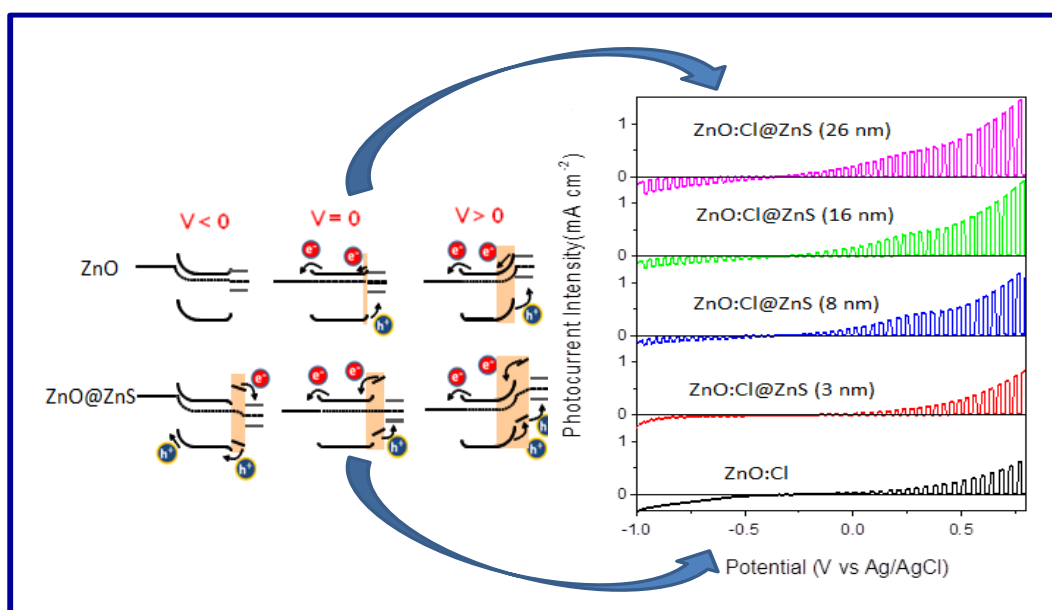 V < 0
V = 0
V > 0
ZnO
e⁻
e⁻
e⁻
e⁻
h⁺
h⁺
ZnO@ZnS
e⁻
e⁻
e⁻
e⁻
h⁺
h⁺
h⁺
h⁺
h⁺
Photocurrent Intensity(mA cm⁻²)
ZnO:Cl@ZnS (26 nm)
1
0
ZnO:Cl@ZnS (16 nm)
1
0
ZnO:Cl@ZnS (8 nm)
1
0
ZnO:Cl@ZnS (3 nm)
1
0
ZnO:Cl
1
0
-1.0
-0.5
0.0
0.5
Potential (V vs Ag/AgCl)